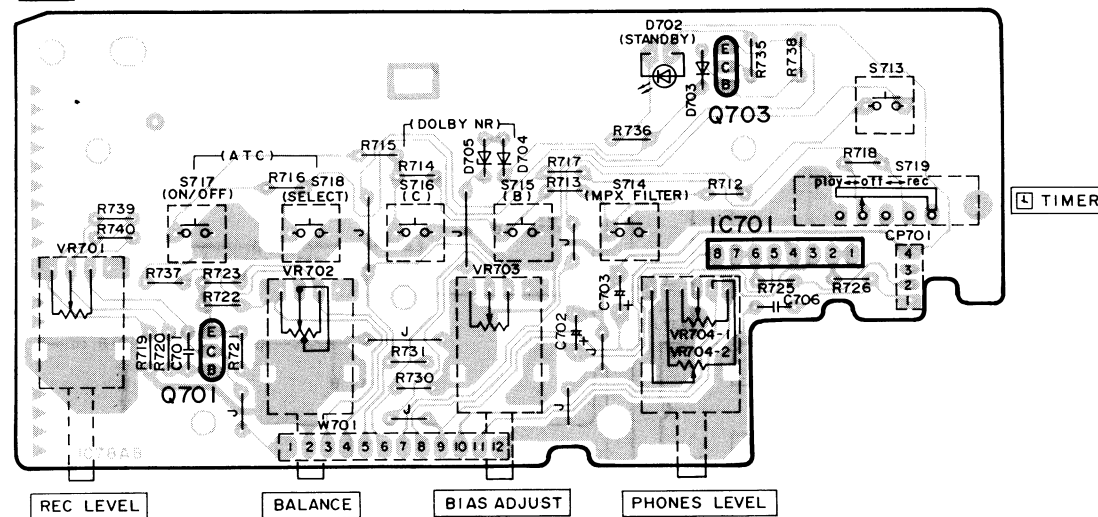 D702
(STANDBY)
E
C
B
Q703
D703
R735
R738
S713
R736
(DOLBY NR)
D705
D704
R715
R714
R717
R713
R712
R718
S719
play off rec
TIMER
(ATC)
S717
(ON/OFF)
R716
S718
(SELECT)
S716
(C)
S715
(B)
S714
(MPX FILTER)
R739
R740
J
J
J
IC701
8 7 6 5 4 3 2 1
CP701
4
3
2
1
VR701
R737
R723
R722
VR702
VR703
C703
+
R725
R726
C706
R719
R720
C701
E
C
B
R721
Q701
J
R731
R730
J
C702
+
J
VR704-1
VR704-2
J
J
W701
1 2 3 4 5 6 7 8 9 10 11 12
1078AB
REC LEVEL
BALANCE
BIAS ADJUST
PHONES LEVEL